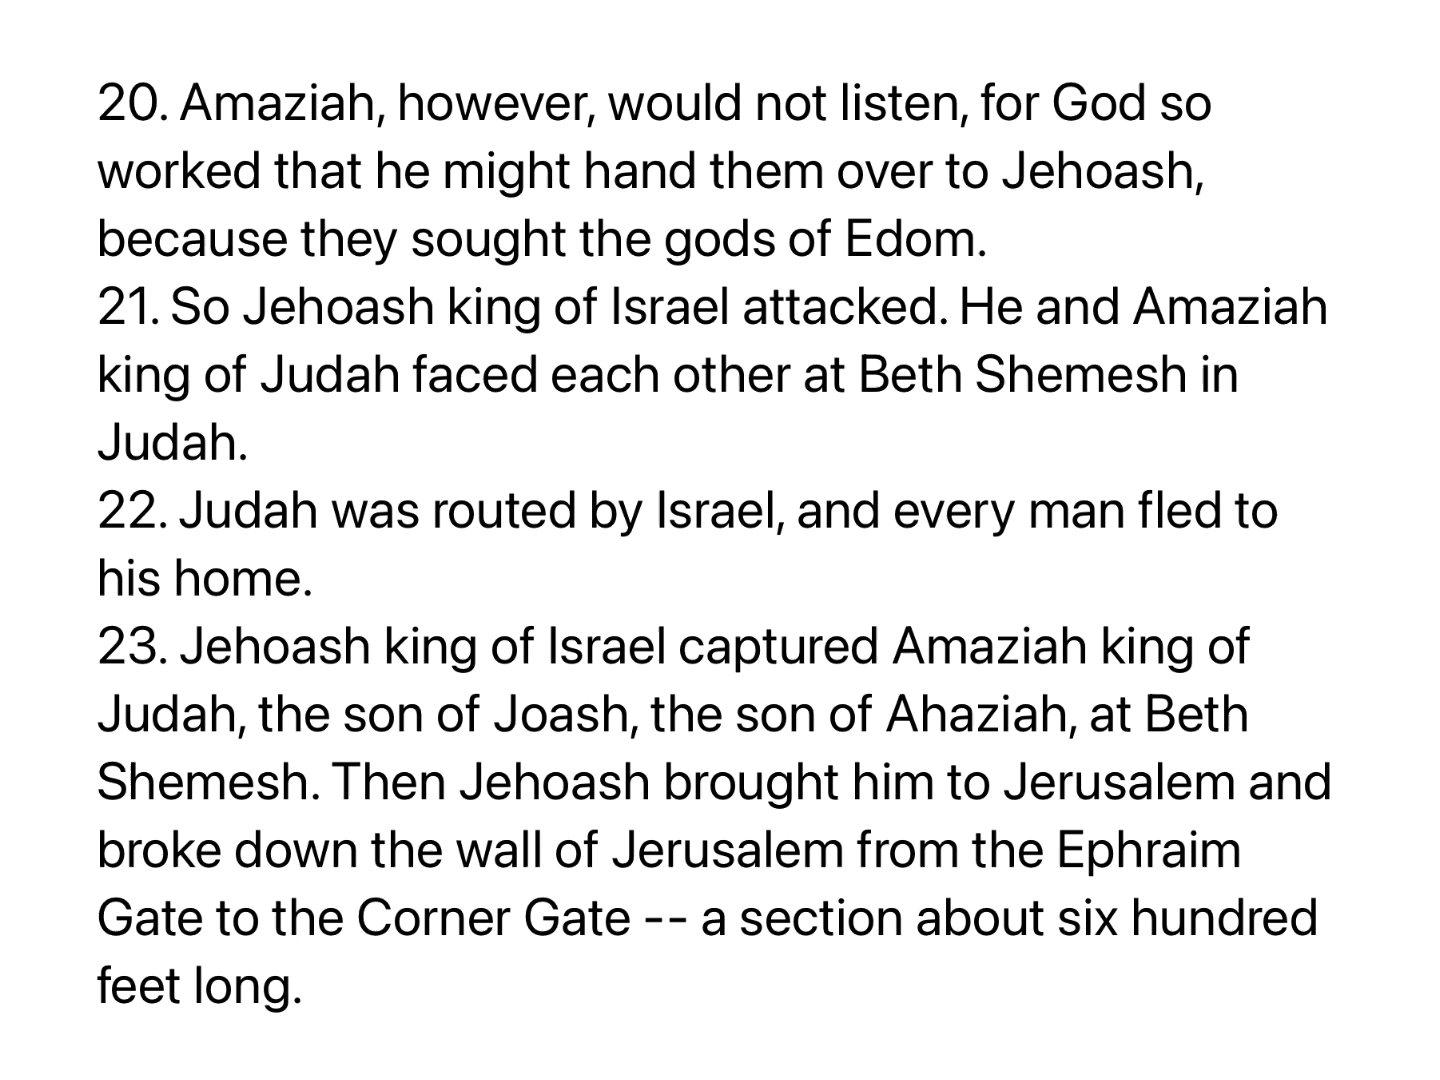 20. Amaziah, however, would not listen, for God so
worked that he might hand them over to Jehoash,
because they sought the gods of Edom.
21. So Jehoash king of Israel attacked. He and Amaziah
king of Judah faced each other at Beth Shemesh in
Judah.
22. Judah was routed by Israel, and every man fled to
his home.
23. Jehoash king of Israel captured Amaziah king of
Judah, the son of Joash, the son of Ahaziah, at Beth
Shemesh. Then Jehoash brought him to Jerusalem and
broke down the wall of Jerusalem from the Ephraim
Gate to the Corner Gate -- a section about six hundred
feet long.